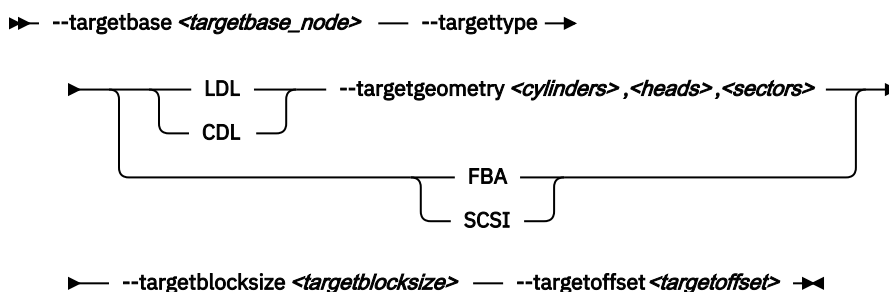 --targetbase <targetbase_node> --targettype
LDL --targetgeometry <cylinders> ,<heads> ,<sectors>
CDL
FBA
SCSI
--targetblocksize <targetblocksize> --targetoffset <targetoffset>